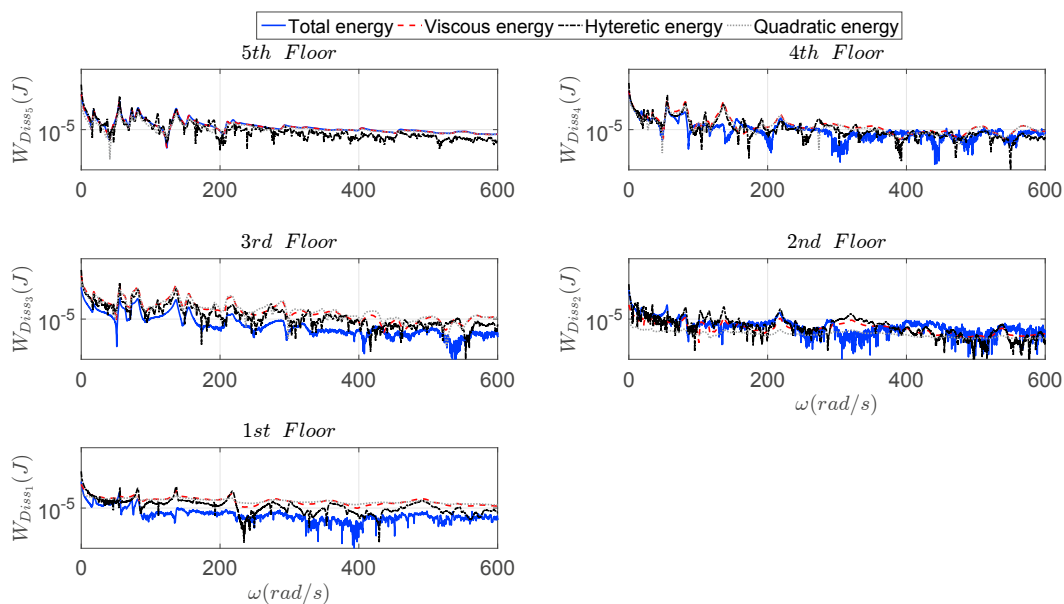 Total energy Viscous energy Hyteretic energy Quadratic energy
5th Floor
W_{Diss_5}(J)
10^{-5}
0 200 400 600
4th Floor
W_{Diss_4}(J)
10^{-5}
0 200 400 600
3rd Floor
W_{Diss_3}(J)
10^{-5}
0 200 400 600
2nd Floor
W_{Diss_2}(J)
10^{-5}
0 200 400 600
ω(rad/s)
1st Floor
W_{Diss_1}(J)
10^{-5}
0 200 400 600
ω(rad/s)